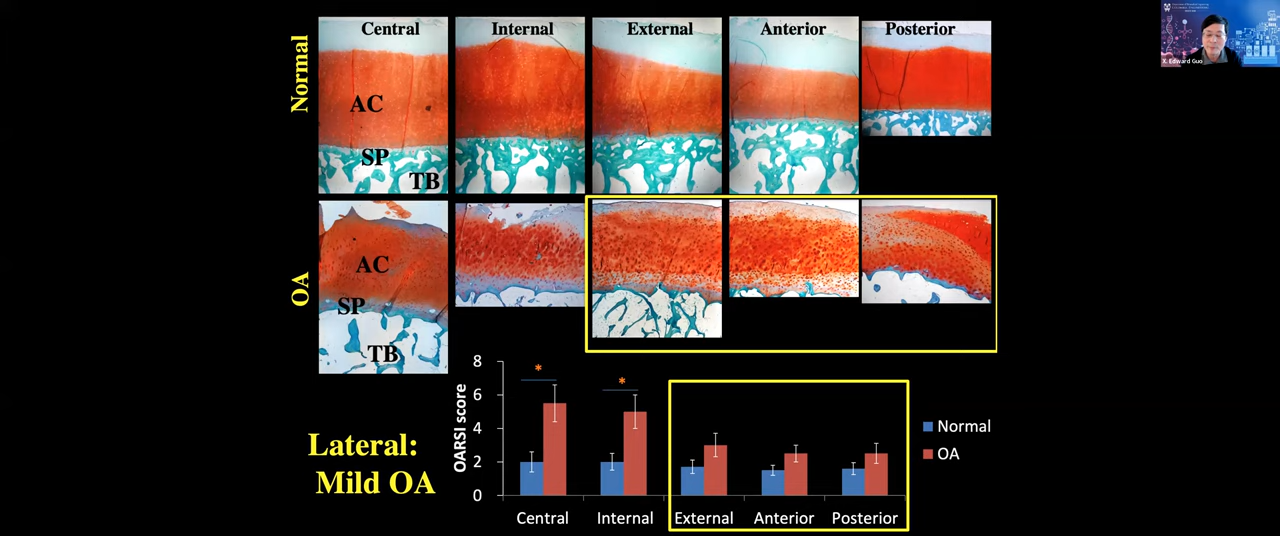 Central
Internal
External
Anterior
Posterior
Normal
AC
SP
TB
OA
AC
SP
TB
X. Edward Guo
Lateral:
Mild OA
OARSI score
8
6
4
2
0
*
*
Central
Internal
External
Anterior
Posterior
Normal
OA